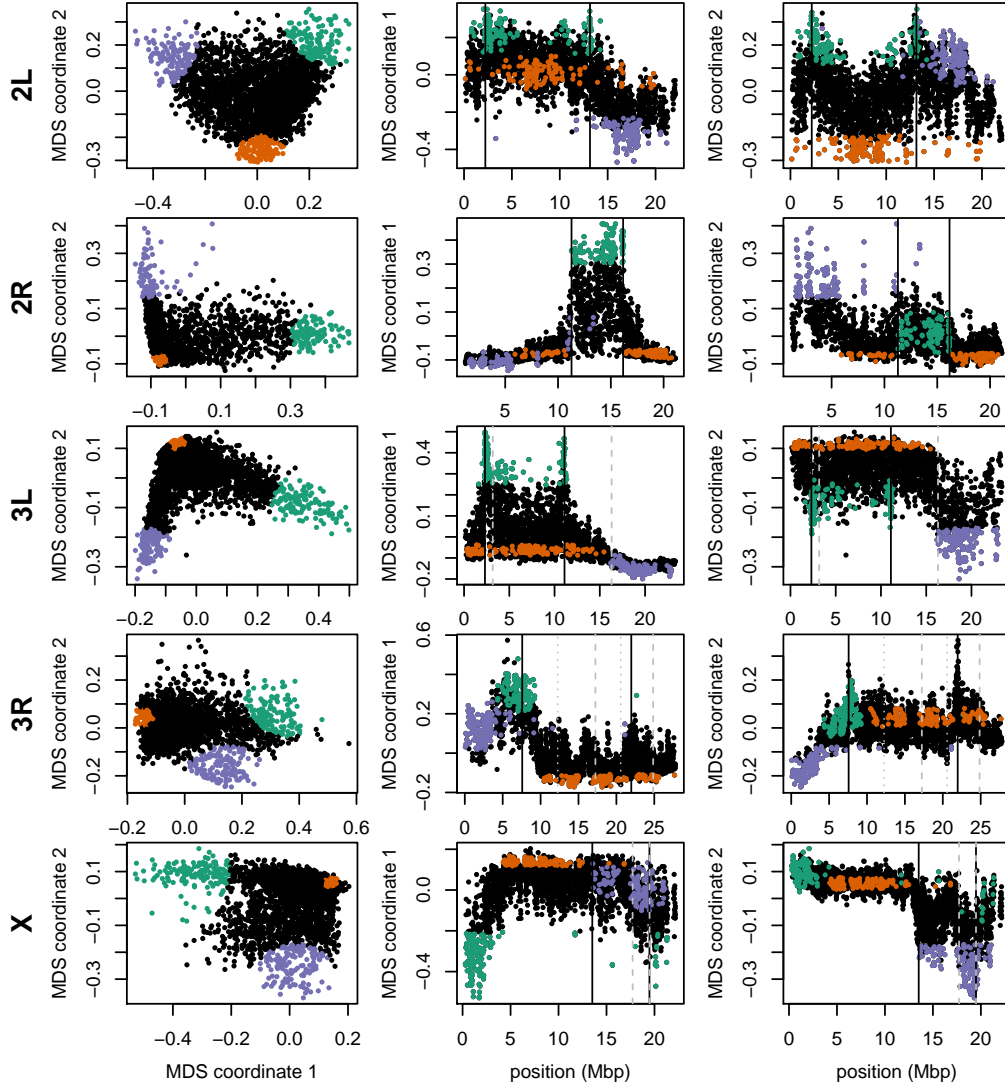 2L
MDS coordinate 2
0.2
0.0
−0.3
−0.4 0.0 0.2
MDS coordinate 1
0.0
−0.4
0 5 10 15 20
MDS coordinate 2
0.2
0.0
−0.3
0 5 10 15 20
2R
MDS coordinate 2
0.3
0.1
−0.1
−0.1 0.1 0.3
MDS coordinate 1
0.3
0.1
−0.1
5 10 15 20
MDS coordinate 2
0.3
0.1
−0.1
5 10 15 20
3L
MDS coordinate 2
0.1
−0.1
−0.3
−0.2 0.0 0.2 0.4
MDS coordinate 1
0.4
0.1
−0.2
0 5 10 15 20
MDS coordinate 2
0.1
−0.1
−0.3
0 5 10 15 20
3R
MDS coordinate 2
0.2
0.0
−0.2
−0.2 0.0 0.2 0.4 0.6
MDS coordinate 1
0.6
0.2
−0.2
0 5 10 15 20 25
MDS coordinate 2
0.2
0.0
−0.2
0 5 10 15 20 25
X
MDS coordinate 2
0.1
−0.1
−0.3
−0.4 −0.2 0.0 0.2
MDS coordinate 1
MDS coordinate 1
0.0
−0.4
0 5 10 15 20
position (Mbp)
MDS coordinate 2
0.1
−0.1
−0.3
0 5 10 15 20
position (Mbp)